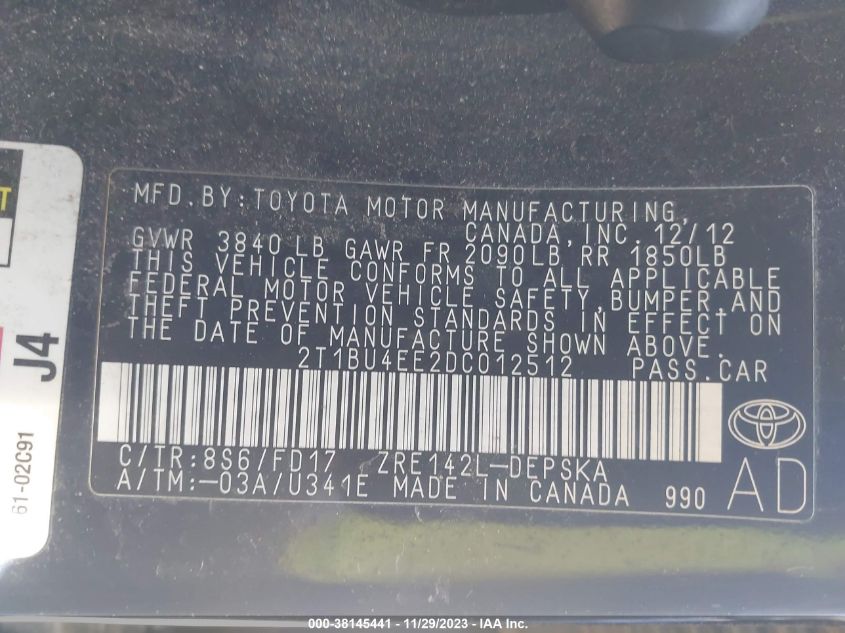 MFD.BY:TOYOTA MOTOR MANUFACTURING,
CANADA, INC. 12/12
GVWR 3840 LB GAWR FR 2090LB, RR 1850LB
THIS VEHICLE CONFORMS TO ALL APPLICABLE
FEDERAL MOTOR VEHICLE SAFETY, BUMPER, AND
THEFT PREVENTION STANDARDS IN EFFECT ON
THE DATE OF MANUFACTURE SHOWN ABOVE.
2T1BU4EE2DC012512 PASS.CAR
C/TR:8S6/FD17 ZRE142L-DEPSKA
A/TM:-03A/U341E MADE IN CANADA 990
AD
T
J4
61-02C91
000-38145441 - 11/29/2023 - IAA Inc.